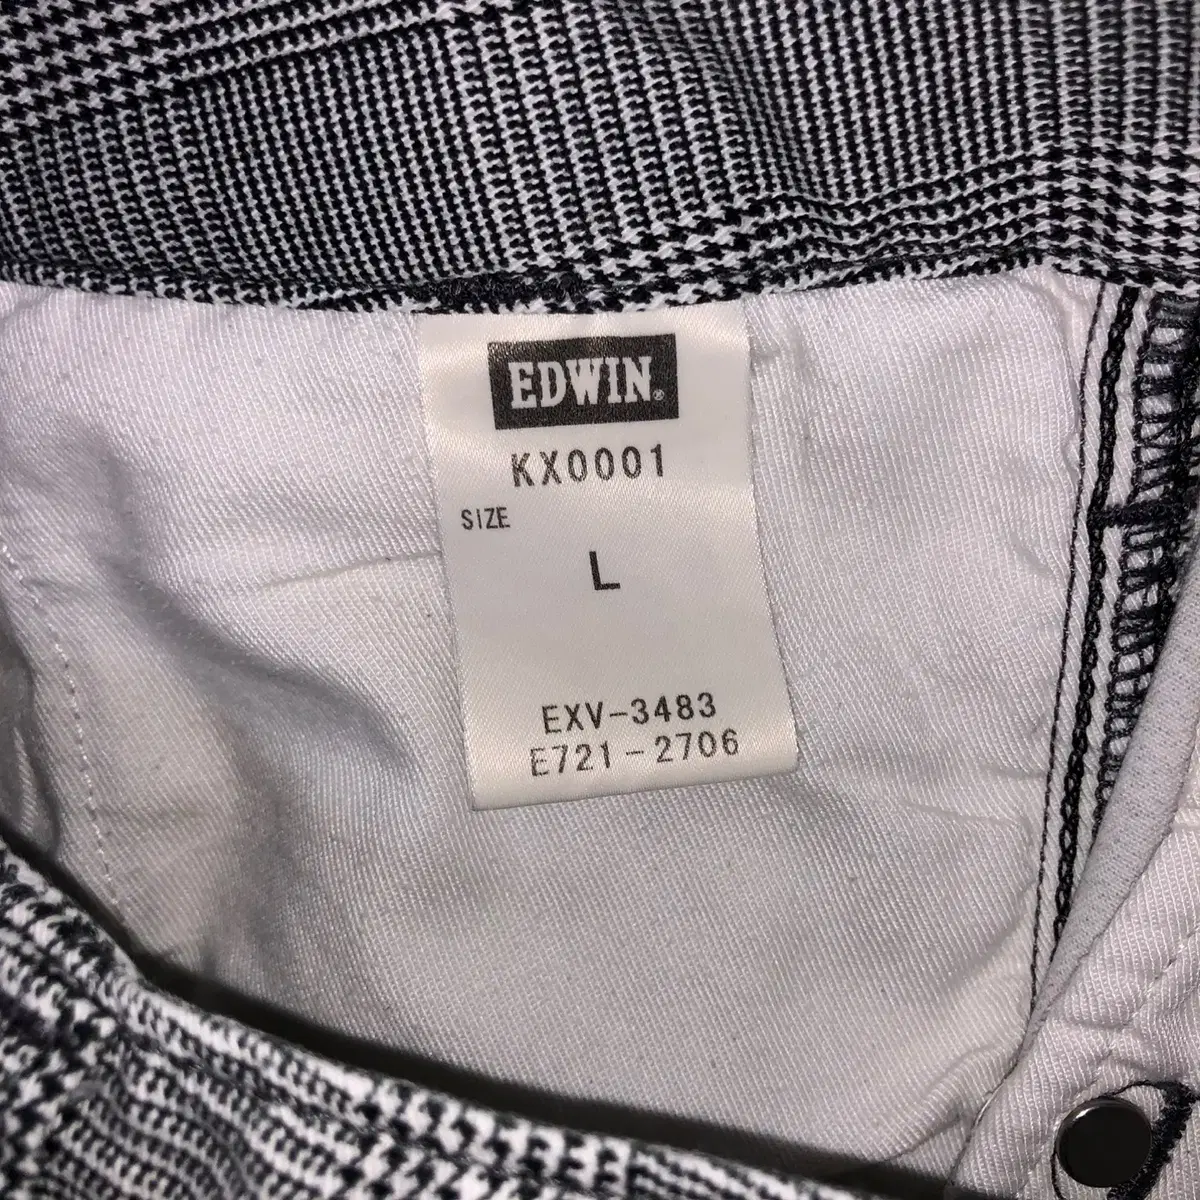 EDWIN®
KX0001
SIZE
L
EXV-3483
E721-2706